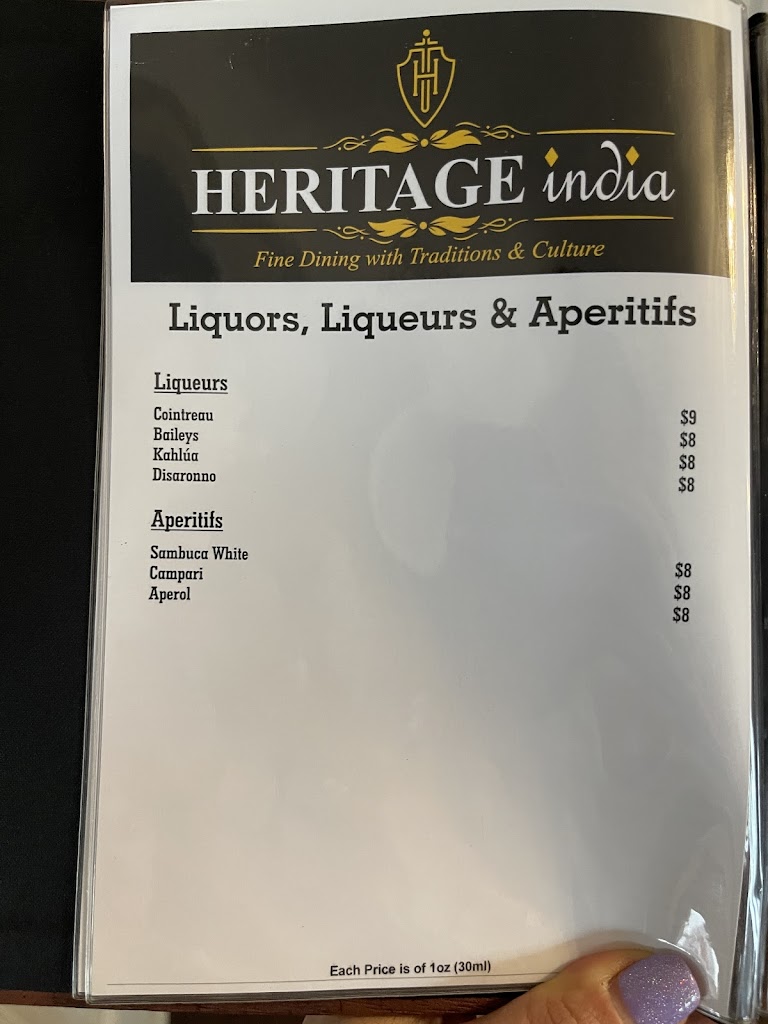 HERITAGE india
Fine Dining with Traditions & Culture
Liquors, Liqueurs & Aperitifs
Liqueurs
Cointreau $9
Baileys $8
Kahlúa $8
Disaronno $8
Aperitifs
Sambuca White $8
Campari $8
Aperol $8
Each Price is of 1oz (30ml)